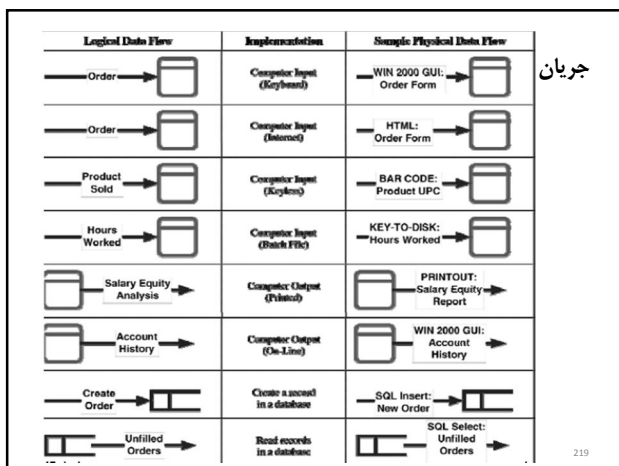 Logical Data Flow Implementation Sample Physical Data Flow
جریان
Order
Computer Input
(Keyboard)
WIN 2000 GUI:
Order Form
Order
Computer Input
(Internet)
HTML:
Order Form
Product
Sold
Computer Input
(Keyless)
BAR CODE:
Product UPC
Hours
Worked
Computer Input
(Batch File)
KEY-TO-DISK:
Hours Worked
Salary Equity
Analysis
Computer Output
(Printed)
PRINTOUT:
Salary Equity
Report
Account
History
Computer Output
(On-Line)
WIN 2000 GUI:
Account
History
Create
Order
Create a record
in a database
SQL Insert:
New Order
Unfilled
Orders
Read records
in a database
SQL Select:
Unfilled
Orders
219